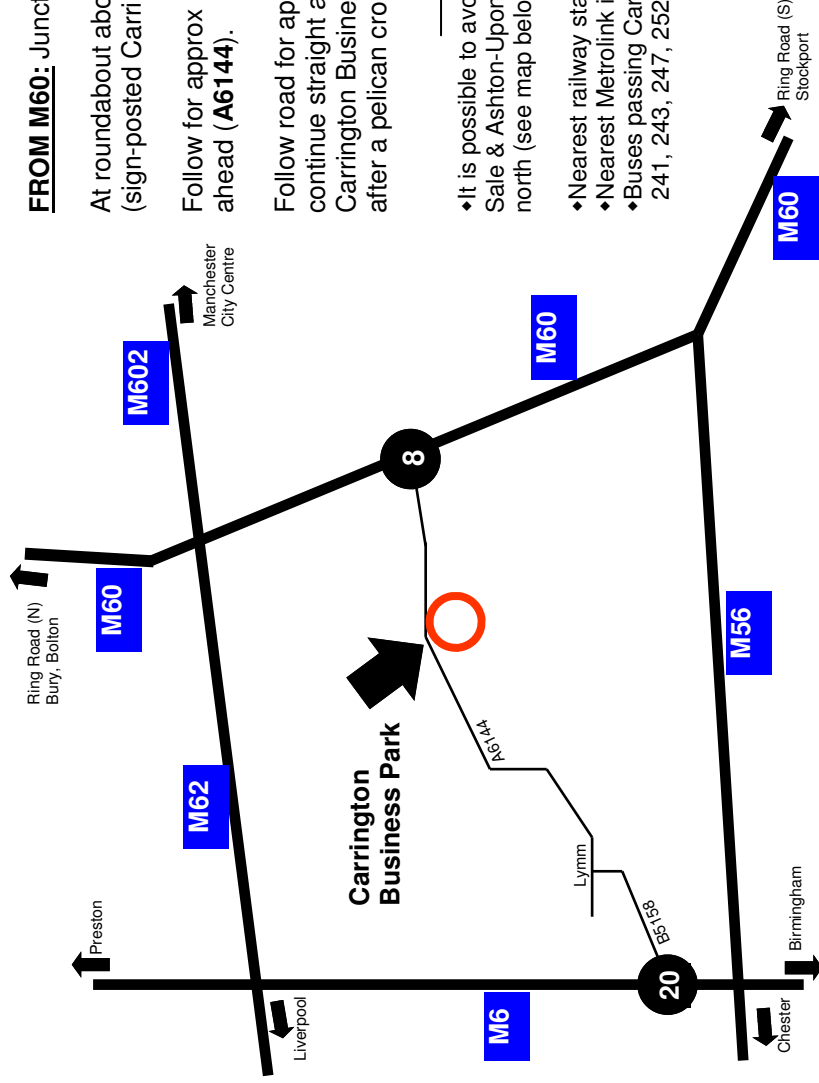 FROM M60: Junct
At roundabout abo
(sign-posted Carri
Follow for approx
ahead (A6144).
Follow road for ap
continue straight a
Carrington Busine
after a pelican cro
◆It is possible to avo
Sale & Ashton-Upon
north (see map belo
◆Nearest railway sta
◆Nearest Metrolink i
◆Buses passing Car
241, 243, 247, 252
Ring Road (N)
Bury, Bolton
M60
M602
Manchester
City Centre
Preston
M62
Liverpool
8
M60
Carrington
Business Park
A6144
Lymm
B5158
M6
20
M56
Chester
Birmingham
M60
Ring Road (S)
Stockport